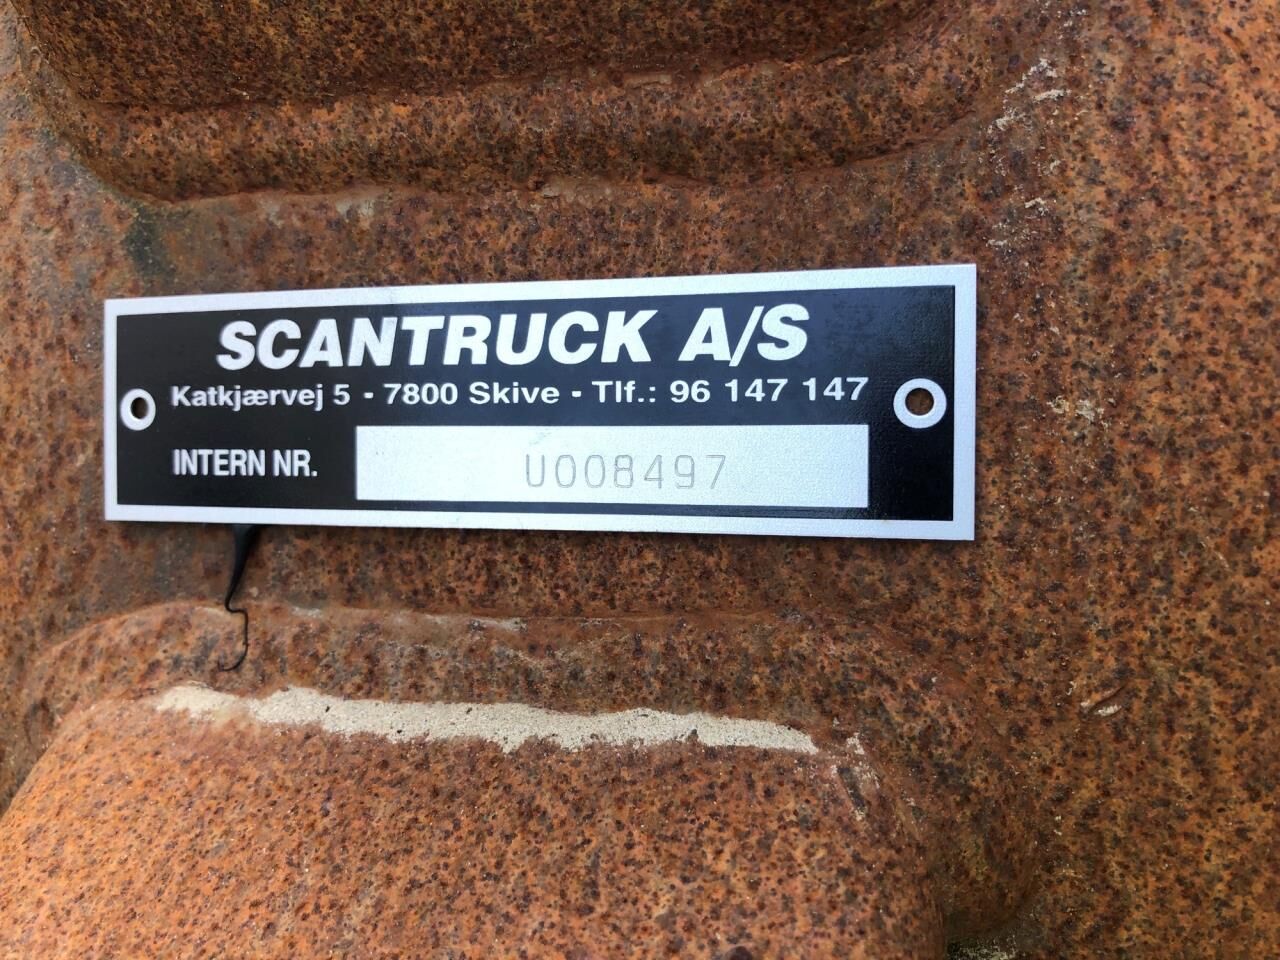 SCANTRUCK A/S
Katkjærvej 5 - 7800 Skive - Tlf.: 96 147 147
INTERN NR. U008497